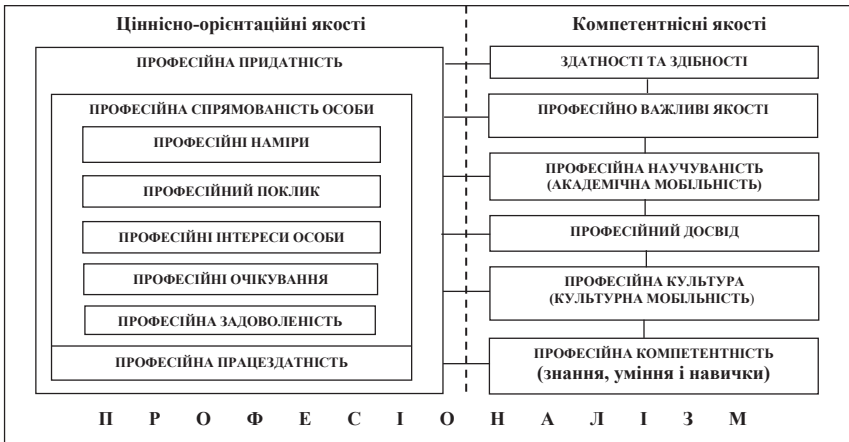 Ціннісно-орієнтаційні якості
ПРОФЕСІЙНА ПРИДАТНІСТЬ
ПРОФЕСІЙНА СПРЯМОВАНІСТЬ ОСОБИ
ПРОФЕСІЙНІ НАМІРИ
ПРОФЕСІЙНИЙ ПОКЛИК
ПРОФЕСІЙНІ ІНТЕРЕСИ ОСОБИ
ПРОФЕСІЙНІ ОЧІКУВАННЯ
ПРОФЕСІЙНА ЗАДОВОЛЕНІСТЬ
ПРОФЕСІЙНА ПРАЦЕЗДАТНІСТЬ
Компетентнісні якості
ЗДАТНОСТІ ТА ЗДІБНОСТІ
ПРОФЕСІЙНО ВАЖЛИВІ ЯКОСТІ
ПРОФЕСІЙНА НАУЧУВАНІСТЬ
(АКАДЕМІЧНА МОБІЛЬНІСТЬ)
ПРОФЕСІЙНИЙ ДОСВІД
ПРОФЕСІЙНА КУЛЬТУРА
(КУЛЬТУРНА МОБІЛЬНІСТЬ)
ПРОФЕСІЙНА КОМПЕТЕНТНІСТЬ
(знання, уміння і навички)
П Р О Ф Е С І О Н А Л І З М